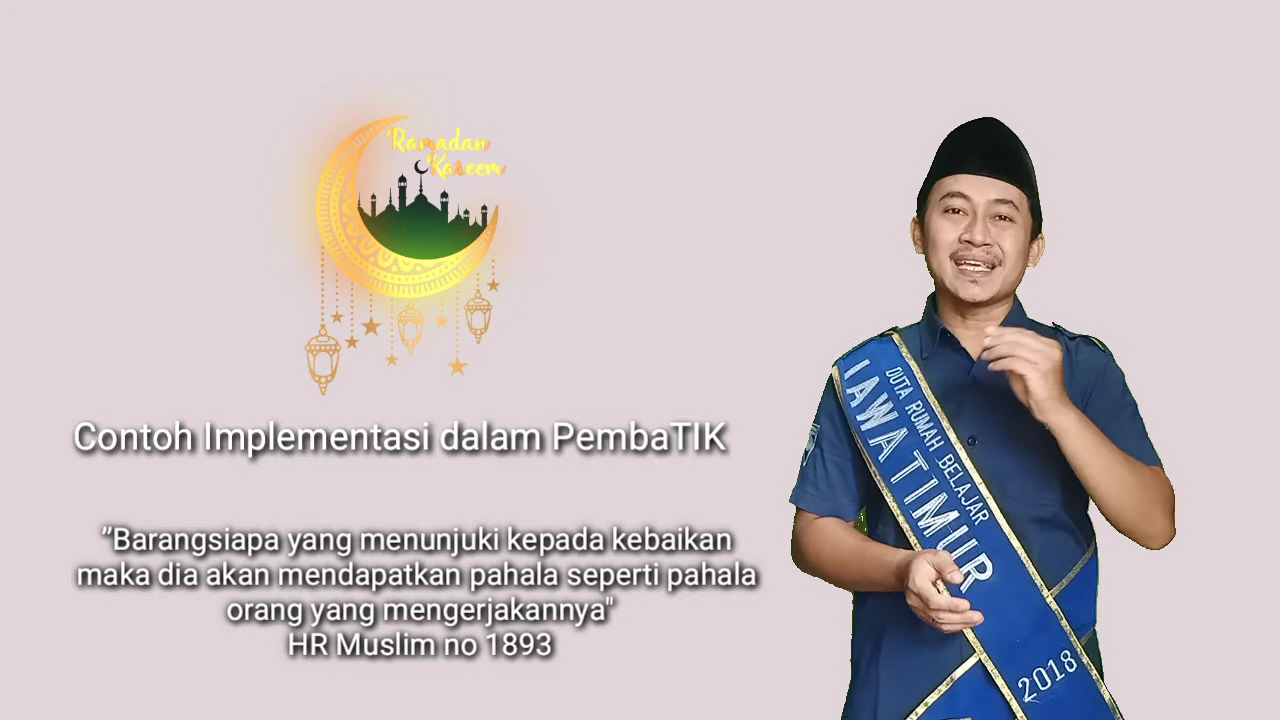 Ramadan
Kareem
Contoh Implementasi dalam PembaTIK
"Barangsiapa yang menunjuki kepada kebaikan
maka dia akan mendapatkan pahala seperti pahala
orang yang mengerjakannya"
HR Muslim no 1893
DUTA RUMAH BELAJAR
JAWA TIMUR
2018